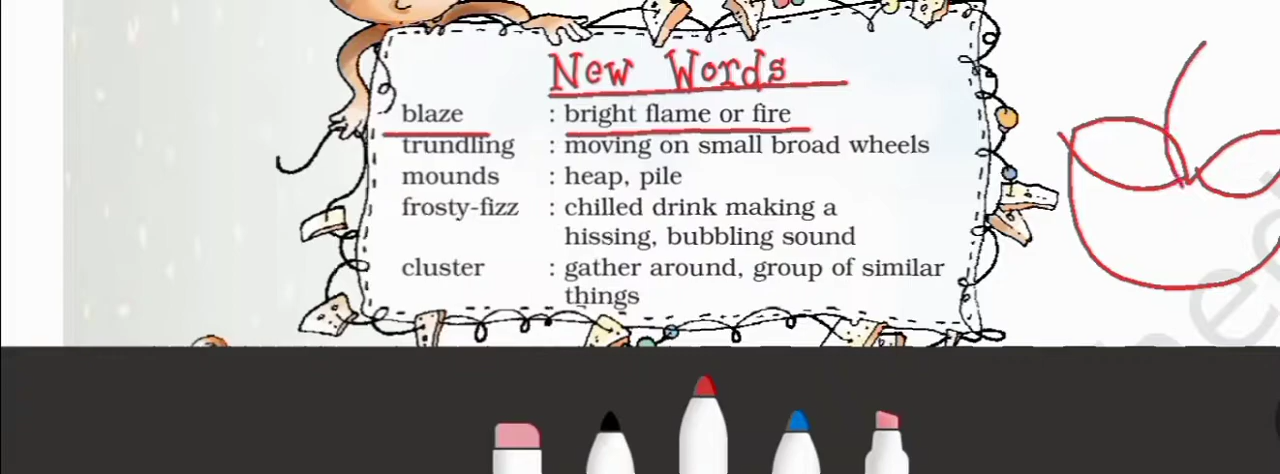 New Words
blaze : bright flame or fire
trundling : moving on small broad wheels
mounds : heap, pile
frosty-fizz : chilled drink making a
hissing, bubbling sound
cluster : gather around, group of similar
things